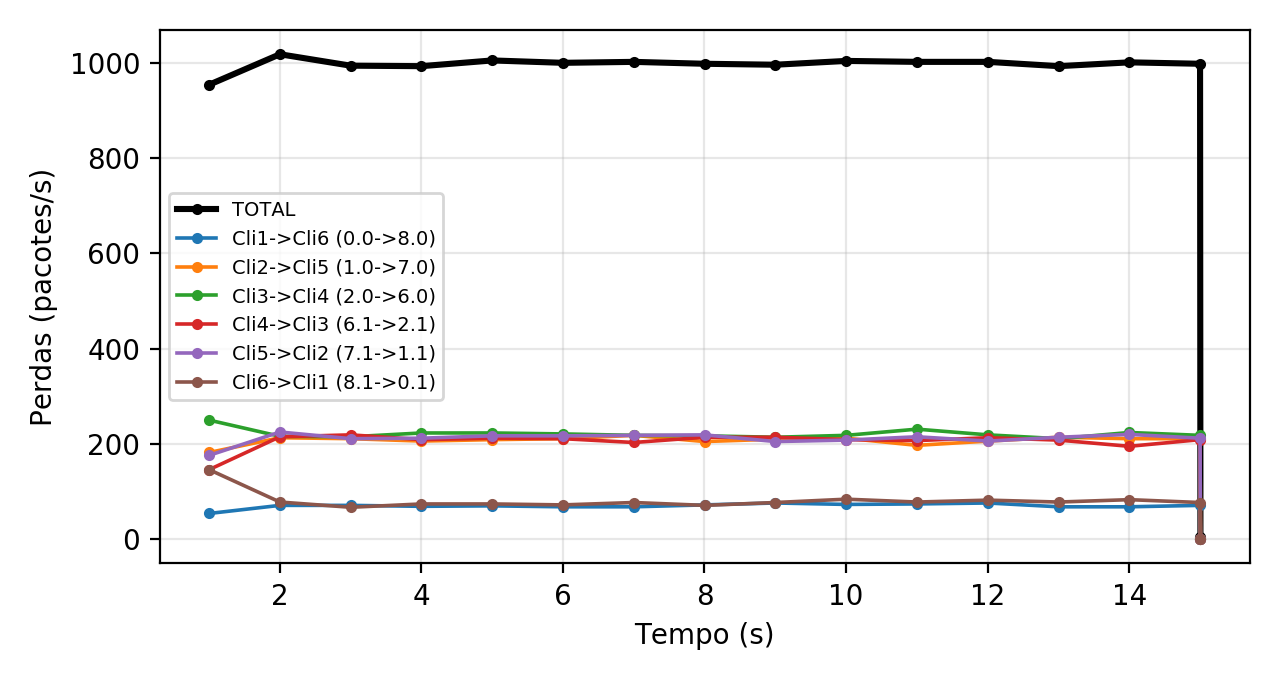 1000
800
600
400
200
0
Perdas (pacotes/s)
TOTAL
Cli1->Cli6 (0.0->8.0)
Cli2->Cli5 (1.0->7.0)
Cli3->Cli4 (2.0->6.0)
Cli4->Cli3 (6.1->2.1)
Cli5->Cli2 (7.1->1.1)
Cli6->Cli1 (8.1->0.1)
2 4 6 8 10 12 14
Tempo (s)